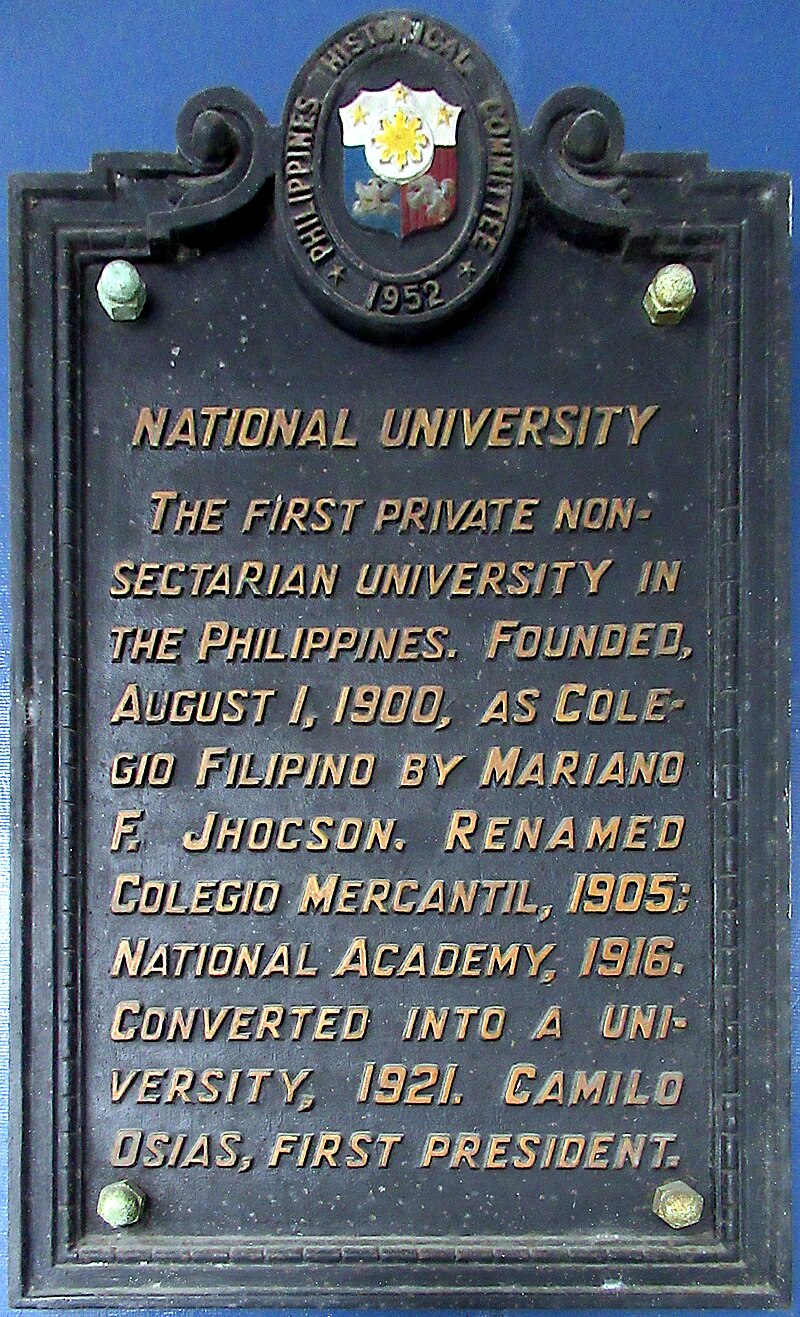 PHILIPPINES HISTORICAL COMMITTEE
1952
NATIONAL UNIVERSITY
THE FIRST PRIVATE NON-
SECTARIAN UNIVERSITY IN
THE PHILIPPINES. FOUNDED,
AUGUST 1, 1900, AS COLE-
GIO FILIPINO BY MARIANO
F. JHOCSON. RENAMED
COLEGIO MERCANTIL, 1905;
NATIONAL ACADEMY, 1916.
CONVERTED INTO A UNI-
VERSITY, 1921. CAMILO
OSIAS, FIRST PRESIDENT.